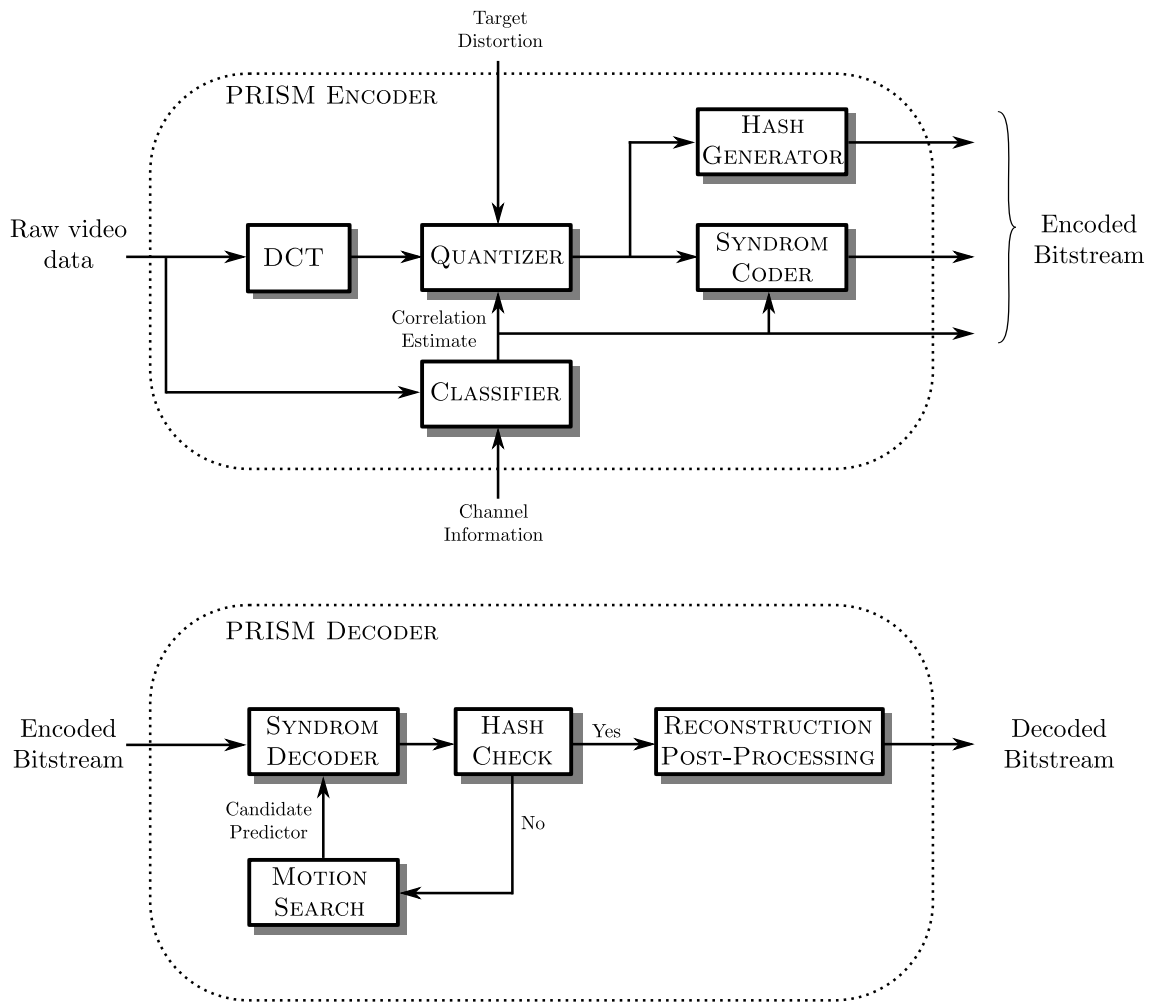 Target
Distortion
PRISM ENCODER
HASH
GENERATOR
Raw video
data
DCT
QUANTIZER
SYNDROM
CODER
Encoded
Bitstream
Correlation
Estimate
CLASSIFIER
Channel
Information
PRISM DECODER
Encoded
Bitstream
SYNDROM
DECODER
HASH
CHECK
Yes
RECONSTRUCTION
POST-PROCESSING
Decoded
Bitstream
Candidate
Predictor
No
MOTION
SEARCH